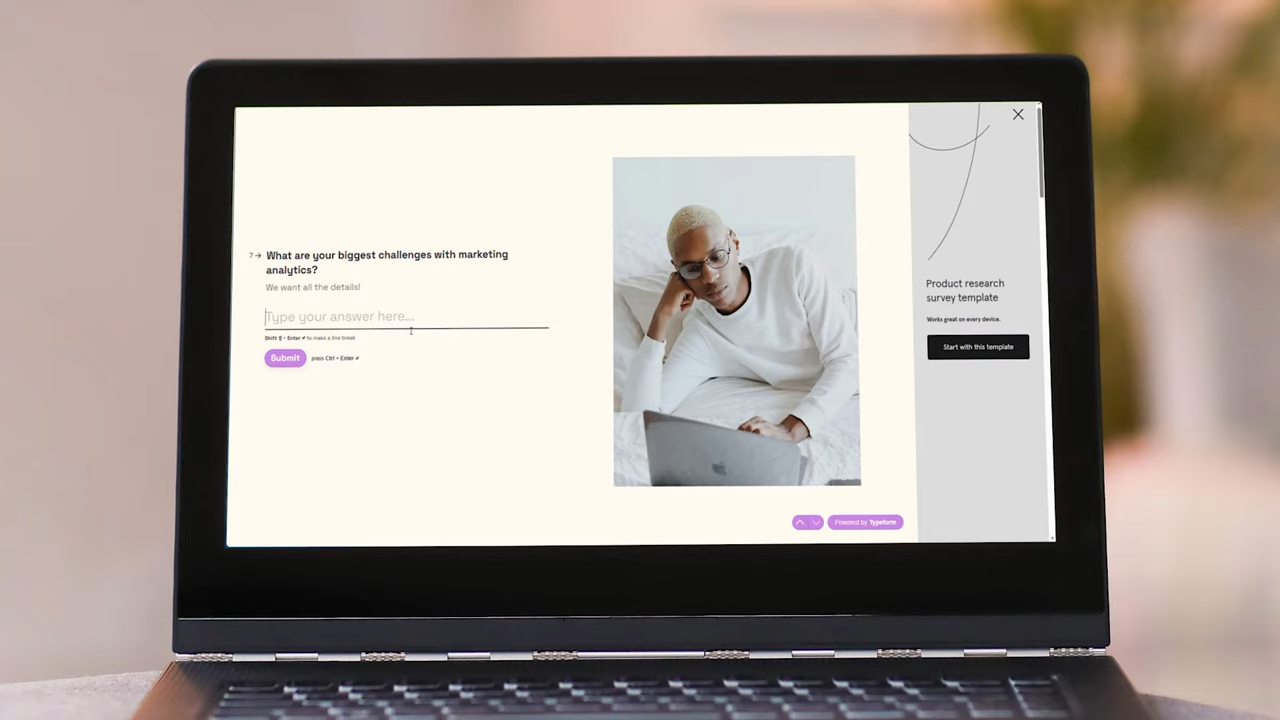 7→ What are your biggest challenges with marketing
analytics?
We want all the details!
Type your answer here...
Shift ⇧ + Enter ↵ to make a line break
Submit press Ctrl + Enter ↵
Product research
survey template
Works great on every device.
Start with this template
Powered by Typeform